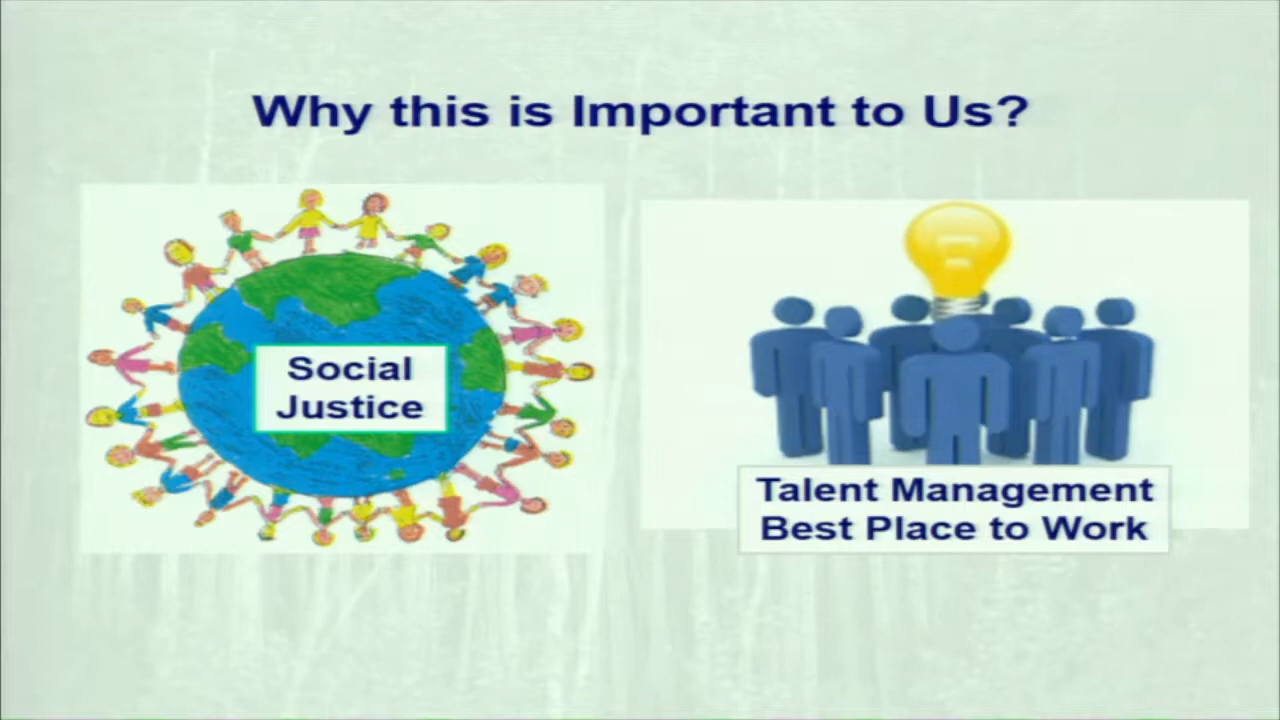 Why this is Important to Us?
Social
Justice
Talent Management
Best Place to Work